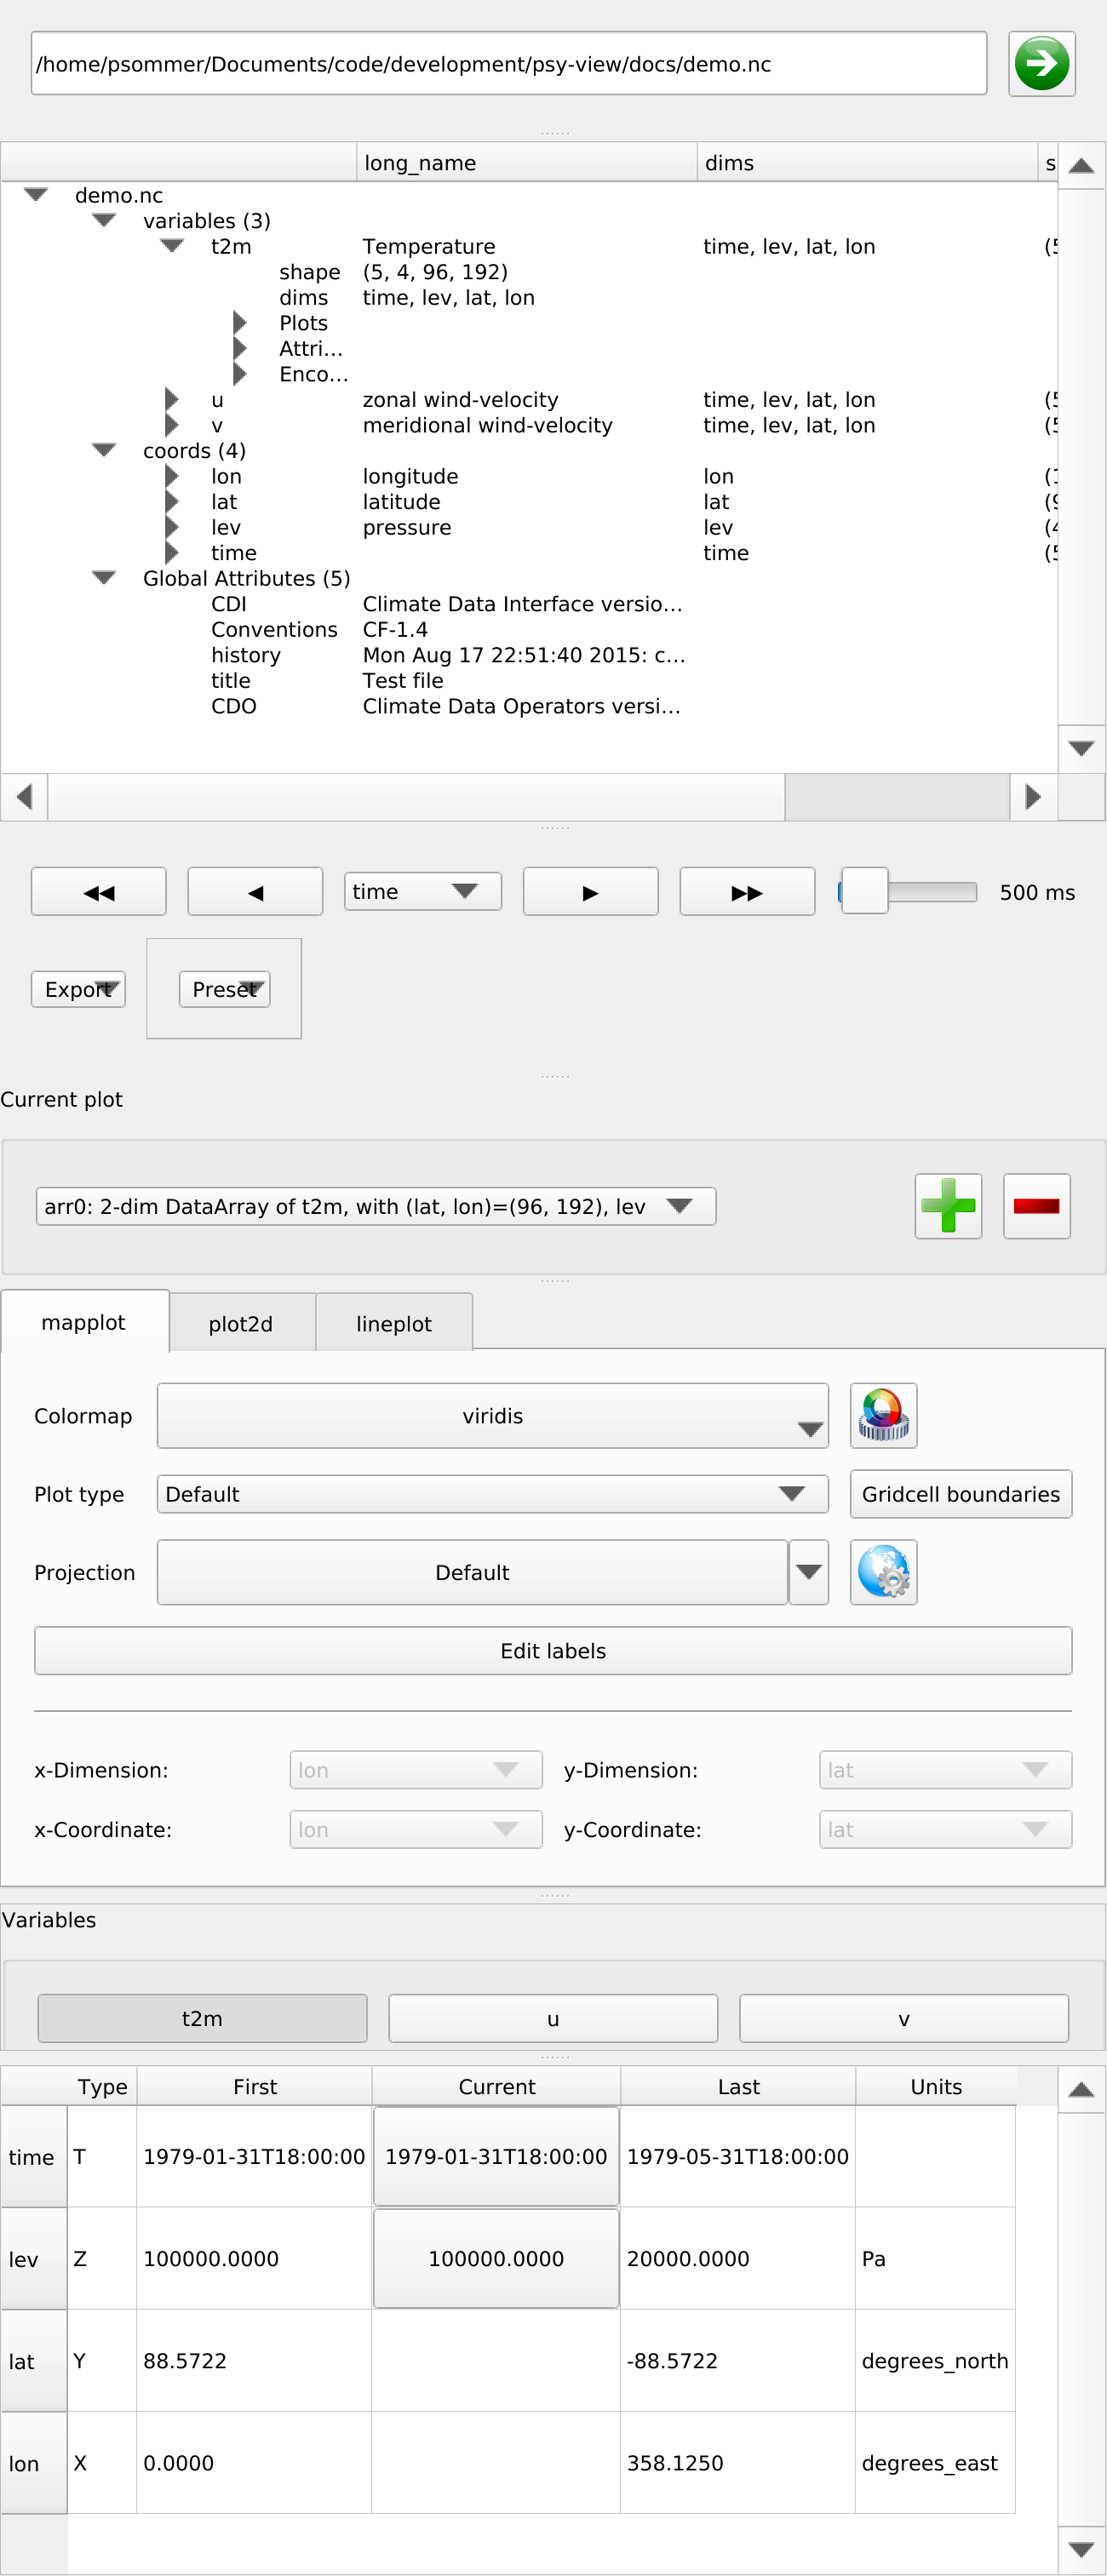 /home/psommer/Documents/code/development/psy-view/docs/demo.nc
long_name dims s
demo.nc
variables (3)
t2m Temperature time, lev, lat, lon (5
shape (5, 4, 96, 192)
dims time, lev, lat, lon
Plots
Attri...
Enco...
u zonal wind-velocity time, lev, lat, lon (5
v meridional wind-velocity time, lev, lat, lon (5
coords (4)
lon longitude lon (1
lat latitude lat (9
lev pressure lev (4
time time (5
Global Attributes (5)
CDI Climate Data Interface versio...
Conventions CF-1.4
history Mon Aug 17 22:51:40 2015: c...
title Test file
CDO Climate Data Operators versi...
time 500 ms
Export Preset
Current plot
arr0: 2-dim DataArray of t2m, with (lat, lon)=(96, 192), lev
mapplot plot2d lineplot
Colormap viridis
Plot type Default Gridcell boundaries
Projection Default
Edit labels
x-Dimension: lon y-Dimension: lat
x-Coordinate: lon y-Coordinate: lat
Variables
t2m u v
Type First Current Last Units
time T 1979-01-31T18:00:00 1979-01-31T18:00:00 1979-05-31T18:00:00
lev Z 100000.0000 100000.0000 20000.0000 Pa
lat Y 88.5722 -88.5722 degrees_north
lon X 0.0000 358.1250 degrees_east